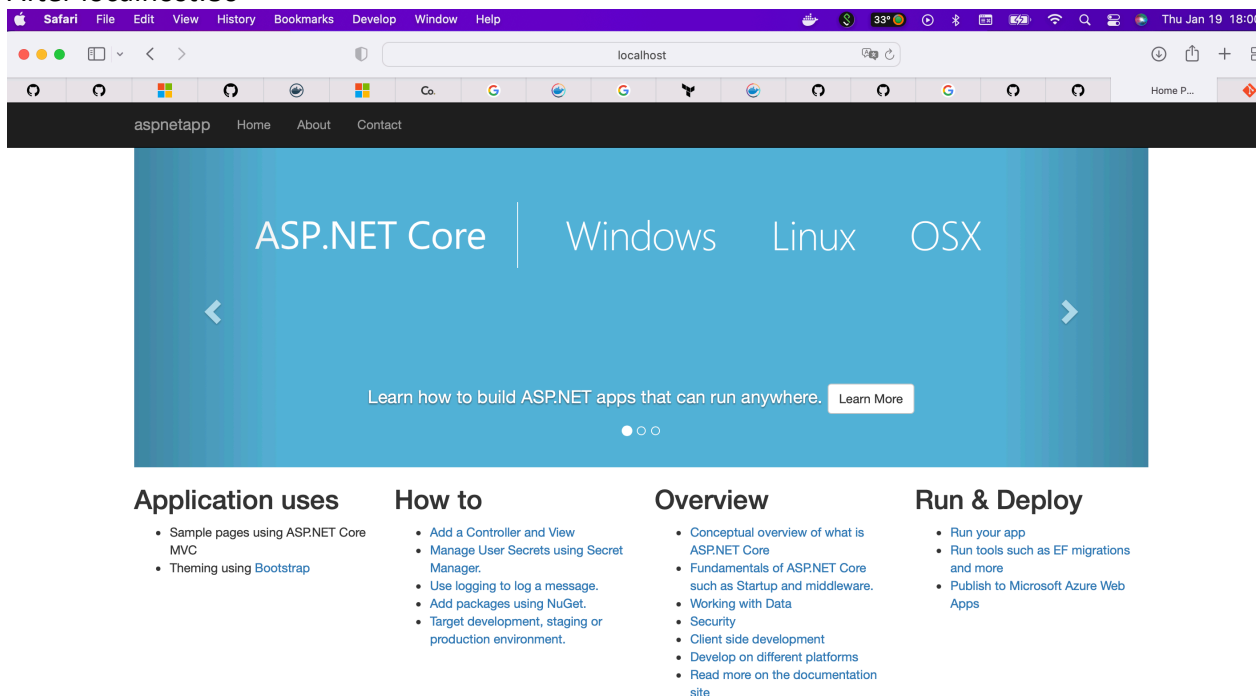 Safari File Edit View History Bookmarks Develop Window Help 33° Thu Jan 19
localhost
Co. Home P...
aspnetapp Home About Contact
ASP.NET Core Windows Linux OSX
Learn how to build ASP.NET apps that can run anywhere. Learn More
Application uses
Sample pages using ASP.NET Core
MVC
Theming using Bootstrap
How to
Add a Controller and View
Manage User Secrets using Secret
Manager.
Use logging to log a message.
Add packages using NuGet.
Target development, staging or
production environment.
Overview
Conceptual overview of what is
ASP.NET Core
Fundamentals of ASP.NET Core
such as Startup and middleware.
Working with Data
Security
Client side development
Develop on different platforms
Read more on the documentation
site
Run & Deploy
Run your app
Run tools such as EF migrations
and more
Publish to Microsoft Azure Web
Apps